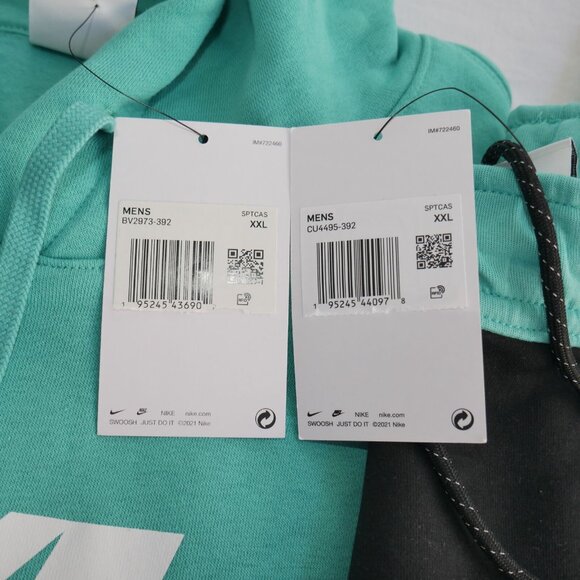 IM#722460
MENS
BV2973-392
SPTCAS
XXL
1 95245 43690
NIKE nike.com
SWOOSH JUST DO IT ©2021 Nike
IM#722460
MENS
CU4495-392
SPTCAS
XXL
1 95245 44097 8
NIKE nike.com
SWOOSH JUST DO IT ©2021 Nike